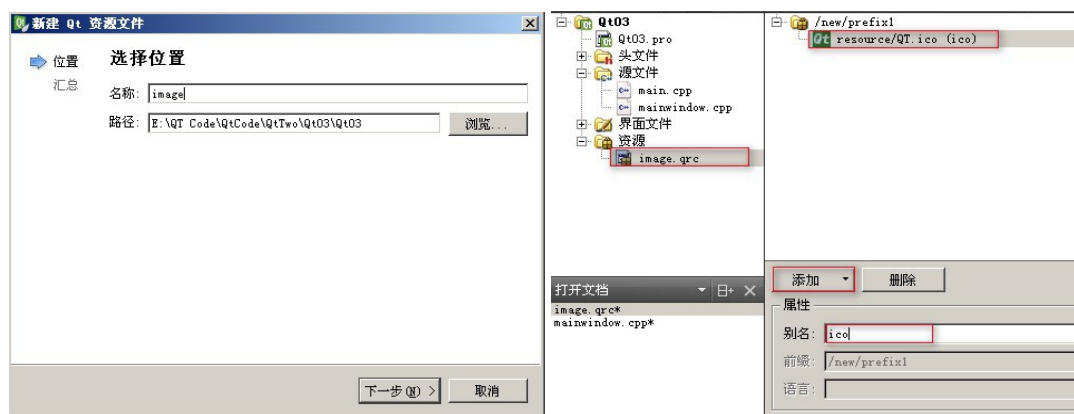 新建 Qt 资源文件
位置
汇总
选择位置
名称: image
路径: E:\QT Code\QtCode\QtTwo\Qt03\Qt03
浏览...
下一步(N) >
取消
Qt03
Qt03.pro
头文件
源文件
main.cpp
mainwindow.cpp
界面文件
资源
image.qrc
打开文档
image.qrc*
mainwindow.cpp*
/new/prefix1
resource/QT.ico (ico)
添加
删除
属性
别名: ico
前缀: /new/prefix1
语言: